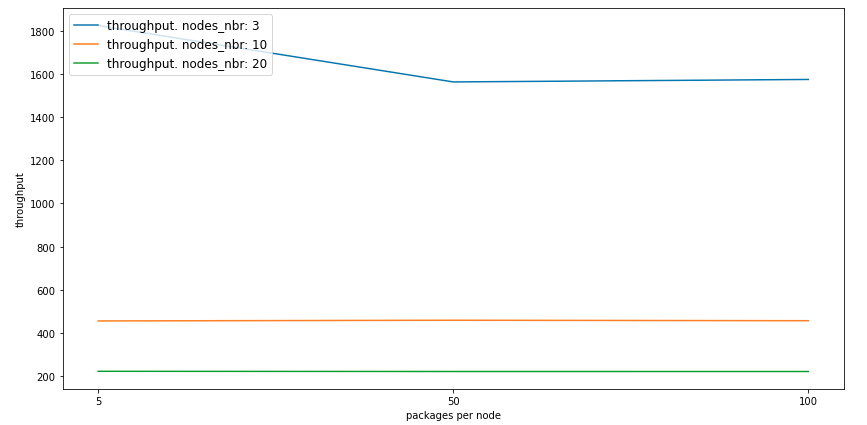 throughput. nodes_nbr: 3
throughput. nodes_nbr: 10
throughput. nodes_nbr: 20
1800
1600
1400
1200
1000
800
600
400
200
throughput
5
50
100
packages per node